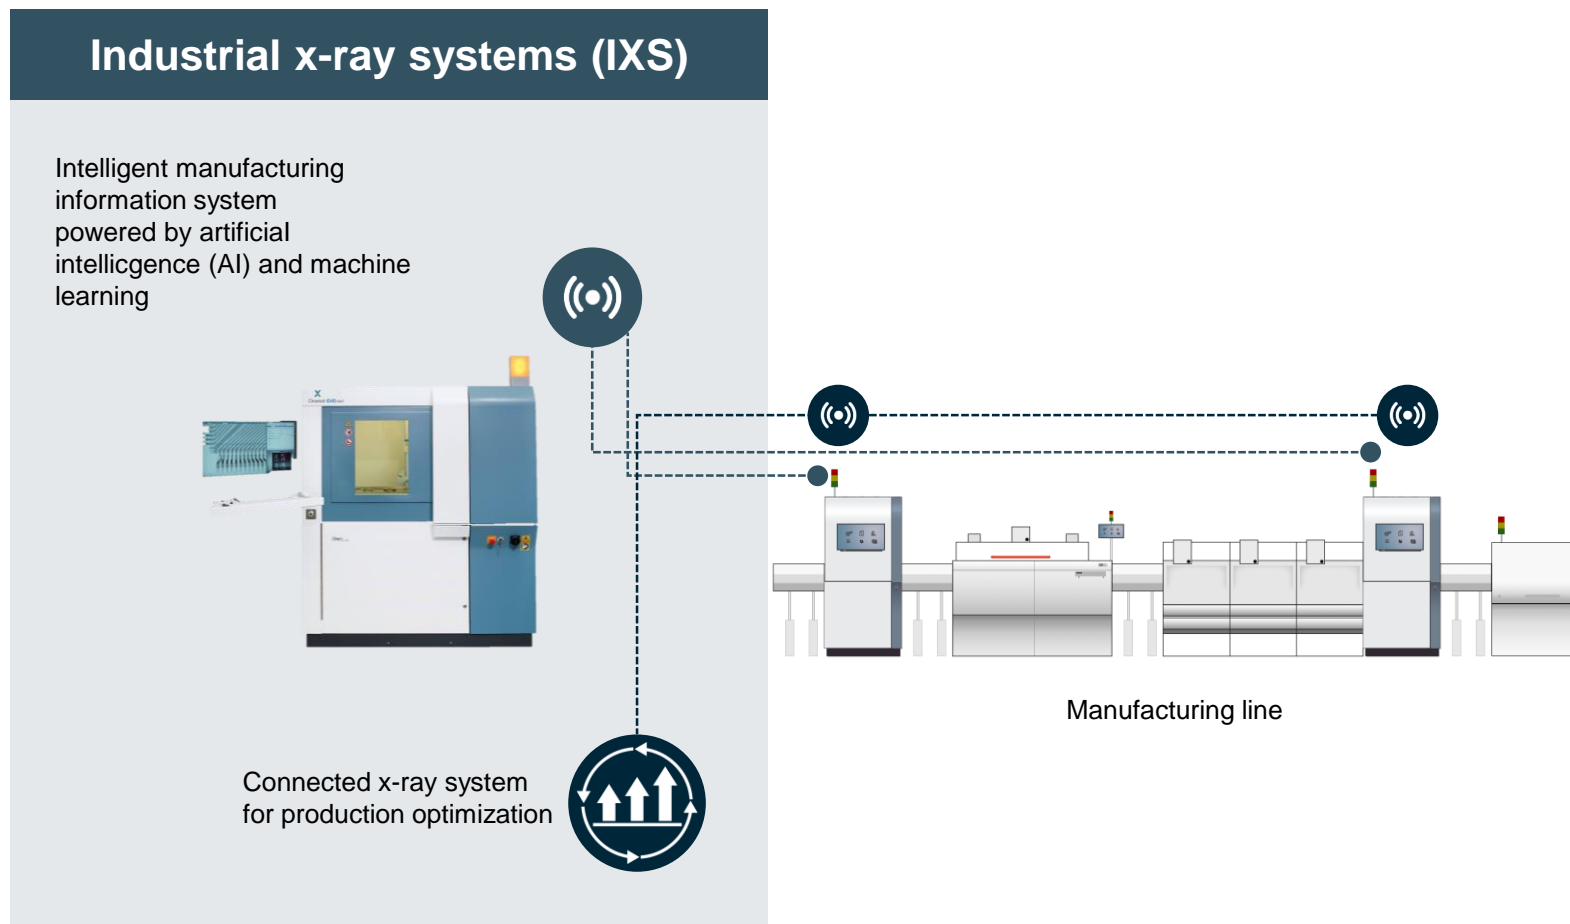 Industrial x-ray systems (IXS)
Intelligent manufacturing
information system
powered by artificial
intellicgence (AI) and machine
learning
Connected x-ray system
for production optimization
Manufacturing line